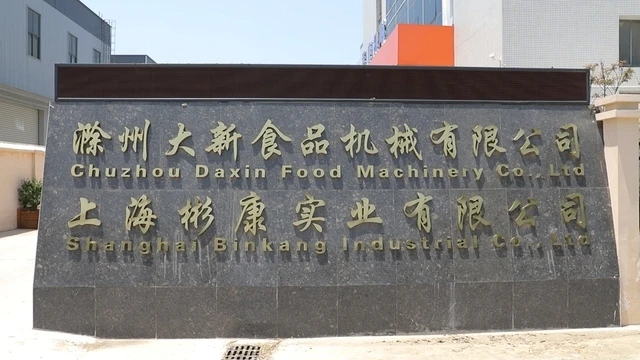 滁州大新食品机械有限公司
Chuzhou Daxin Food Machinery Co., Ltd
上海彬康实业有限公司
Shanghai Binkang Industrial Co., Ltd